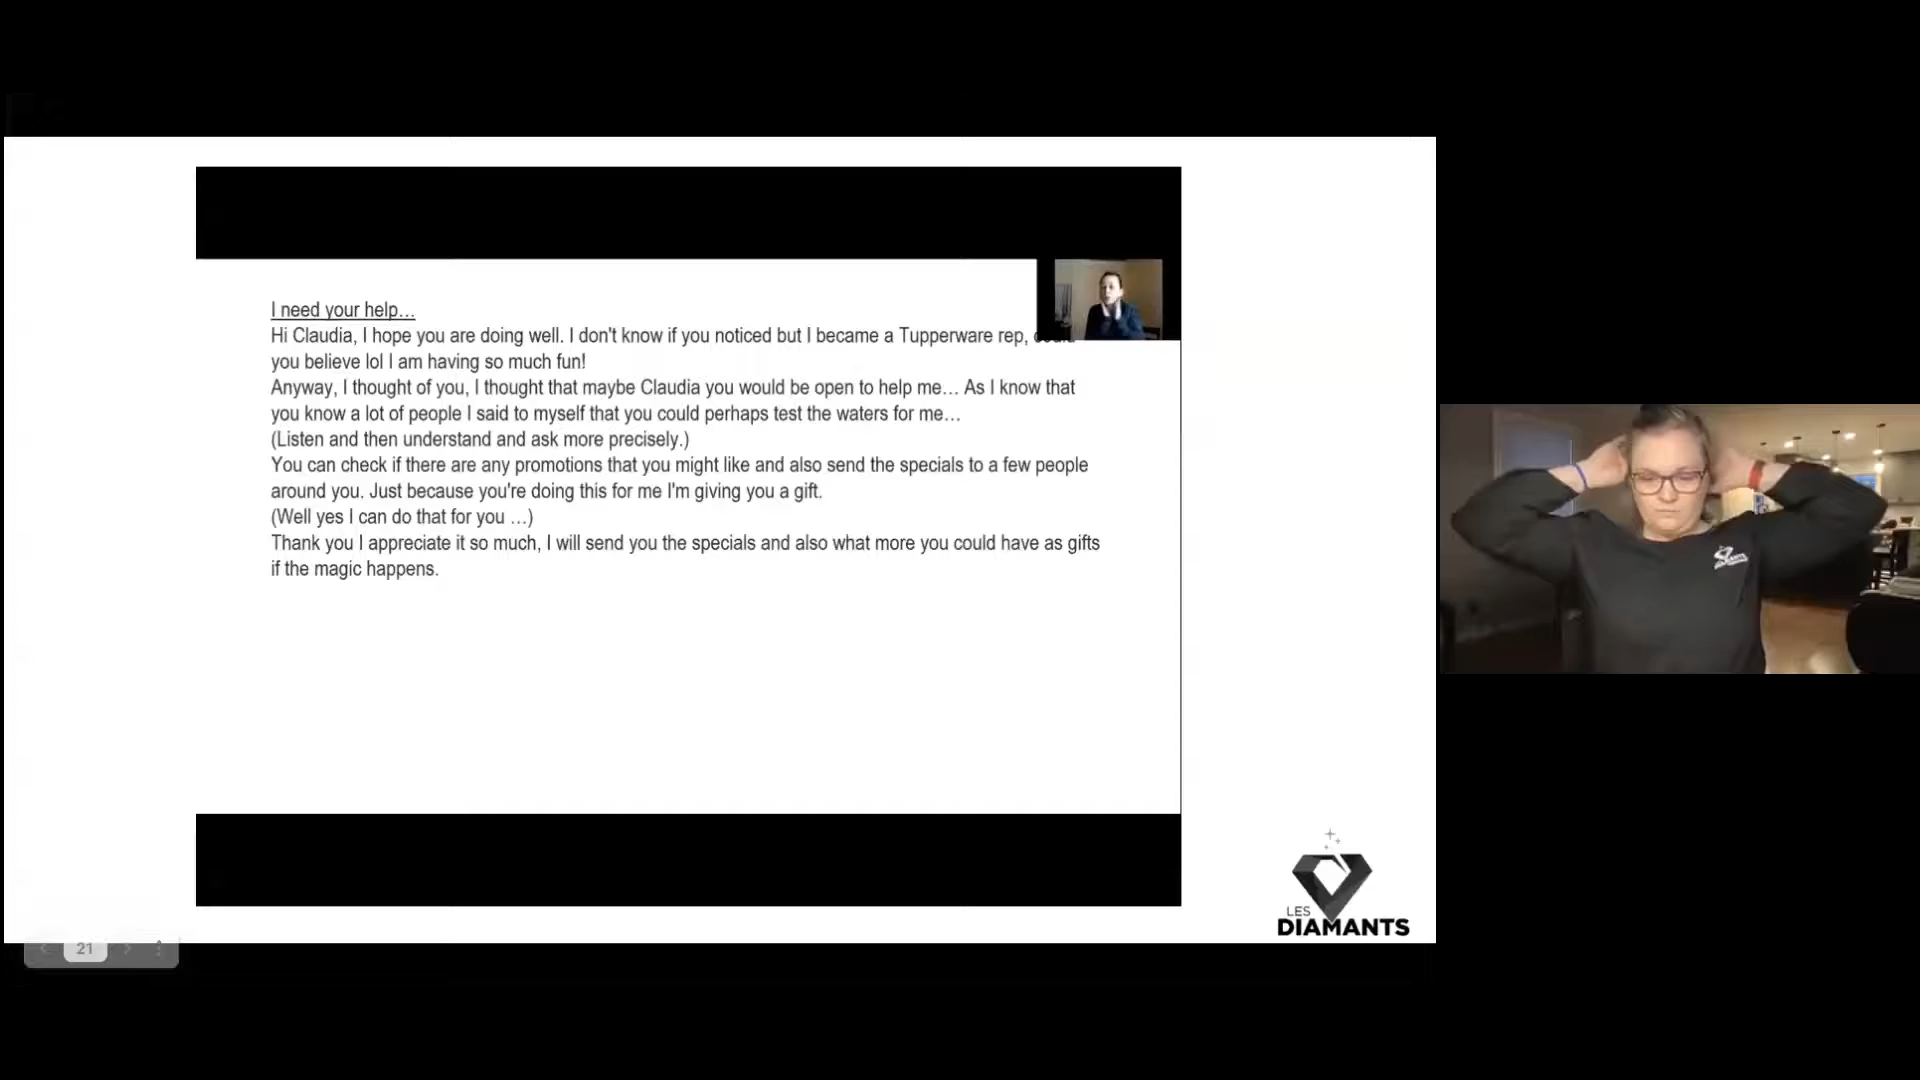 I need your help…
Hi Claudia, I hope you are doing well. I don't know if you noticed but I became a Tupperware rep,
you believe lol I am having so much fun!
Anyway, I thought of you, I thought that maybe Claudia you would be open to help me… As I know that
you know a lot of people I said to myself that you could perhaps test the waters for me…
(Listen and then understand and ask more precisely.)
You can check if there are any promotions that you might like and also send the specials to a few people
around you. Just because you're doing this for me I'm giving you a gift.
(Well yes I can do that for you …)
Thank you I appreciate it so much, I will send you the specials and also what more you could have as gifts
if the magic happens.
LES
DIAMANTS
21